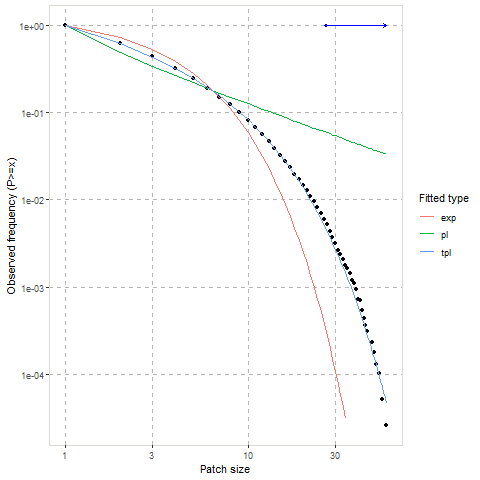 1e+00
1e-01
1e-02
1e-03
1e-04
Observed frequency (P>=x)
1
3
10
30
Patch size
Fitted type
exp
pl
tpl